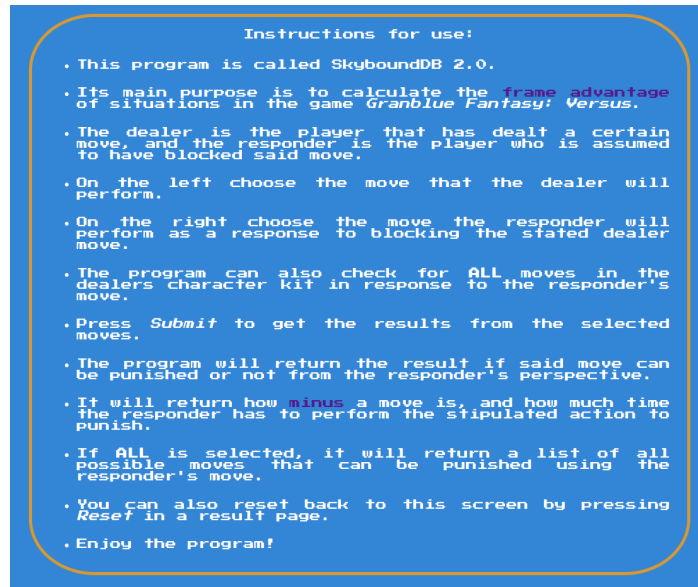 Instructions for use:
• This program is called SkyboundDB 2.0.
• Its main purpose is to calculate the frame advantage
of situations in the game Granblue Fantasy: Versus.
• The dealer is the player that has dealt a certain
move, and the responder is the player who is assumed
to have blocked said move.
• On the left choose the move that the dealer will
perform.
• On the right choose the move the responder will
perform as a response to blocking the stated dealer
move.
• The program can also check for ALL moves in the
dealers character kit in response to the responder's
move.
• Press Submit to get the results from the selected
moves.
• The program will return the result if said move can
be punished or not from the responder's perspective.
• It will return how minus a move is, and how much time
the responder has to perform the stipulated action to
punish.
• If ALL is selected, it will return a list of all
possible moves that can be punished using the
responder's move.
• You can also reset back to this screen by pressing
Reset in a result page.
• Enjoy the program!